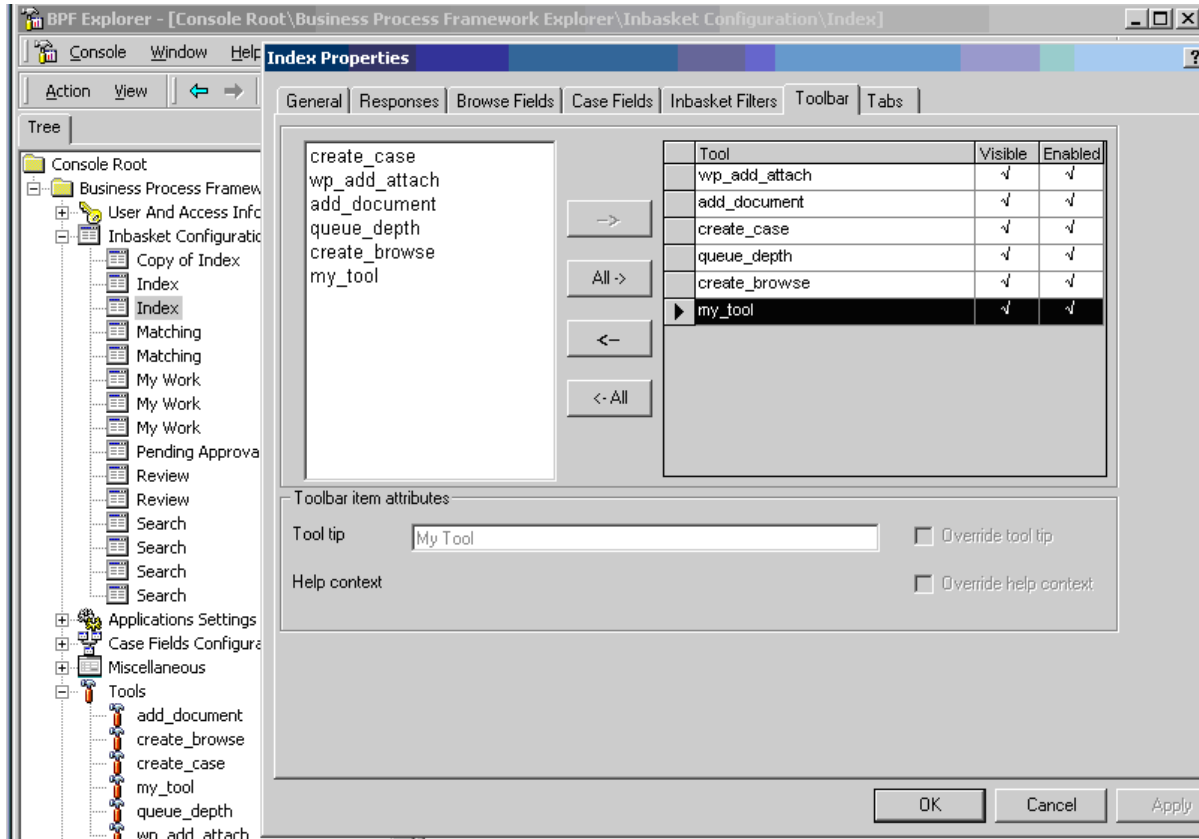 BPF Explorer - [Console Root\Business Process Framework Explorer\Inbasket Configuration\Index]
Console Window Help
Action View
Tree
Console Root
Business Process Framew
User And Access Info
Inbasket Configuratio
Copy of Index
Index
Index
Matching
Matching
My Work
My Work
My Work
Pending Approva
Review
Review
Search
Search
Search
Search
Applications Settings
Case Fields Configura
Miscellaneous
Tools
add_document
create_browse
create_case
my_tool
queue_depth
wp_add_attach
Index Properties
?
General Responses Browse Fields Case Fields Inbasket Filters Toolbar Tabs
create_case
wp_add_attach
add_document
queue_depth
create_browse
my_tool
-->
All ->
<--
<- All
Tool Visible Enabled
wp_add_attach √ √
add_document √ √
create_case √ √
queue_depth √ √
create_browse √ √
my_tool √ √
Toolbar item attributes
Tool tip My Tool Override tool tip
Help context Override help context
OK Cancel Apply